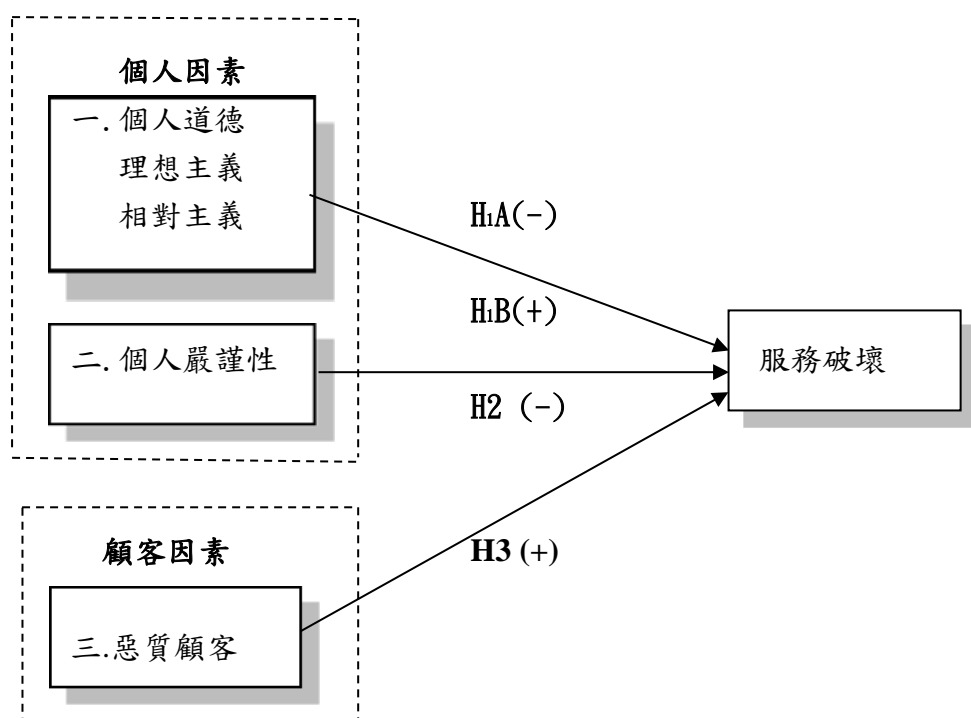 個人因素
一. 個人道德
理想主義
相對主義
H₁A(-)
H₁B(+)
二. 個人嚴謹性
H2 (-)
服務破壞
顧客因素
H3 (+)
三.惡質顧客